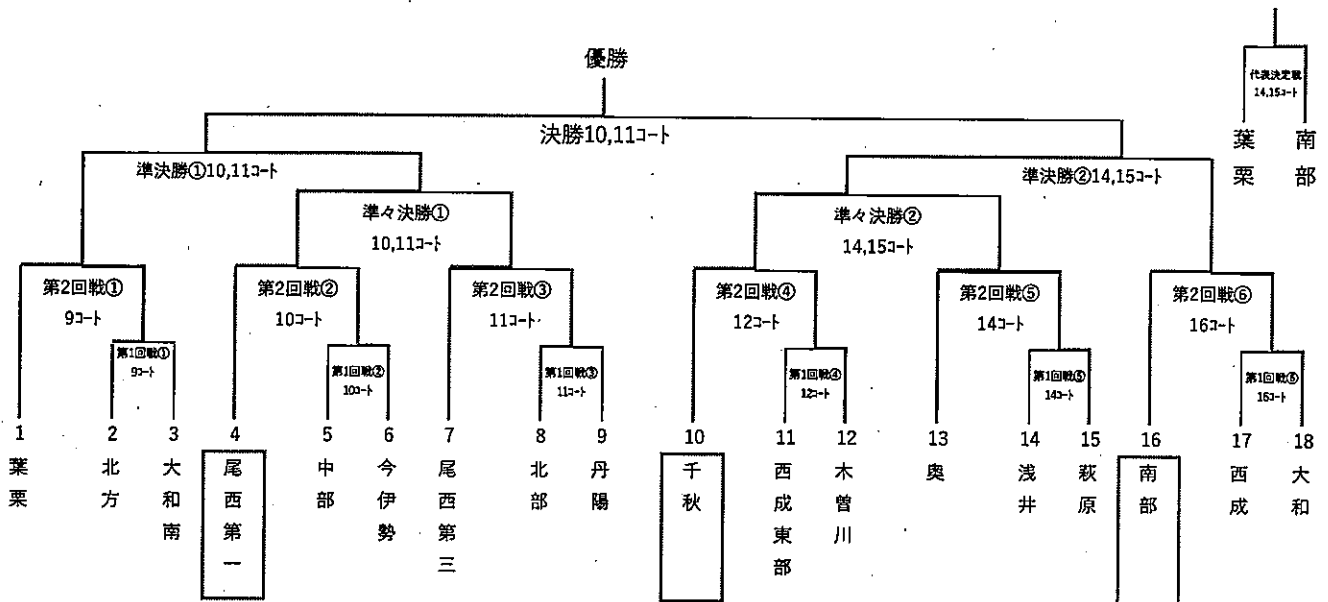 優勝
代表決定戦
14,15コート
葉栗
南部
決勝10,11コート
準決勝①10,11コート
準決勝②14,15コート
準々決勝①
10,11コート
準々決勝②
14,15コート
第2回戦①
9コート
第2回戦②
10コート
第2回戦③
11コート
第2回戦④
12コート
第2回戦⑤
14コート
第2回戦⑥
16コート
第1回戦①
9コート
第1回戦②
10コート
第1回戦③
11コート
第1回戦④
12コート
第1回戦⑤
14コート
第1回戦⑥
16コート
1
葉栗
2
北方
3
大和南
4
尾西第一
5
中部
6
今伊勢
7
尾西第三
8
北部
9
丹陽
10
千秋
11
西成東部
12
木曽川
13
奥
14
浅井
15
萩原
16
南部
17
西成
18
大和